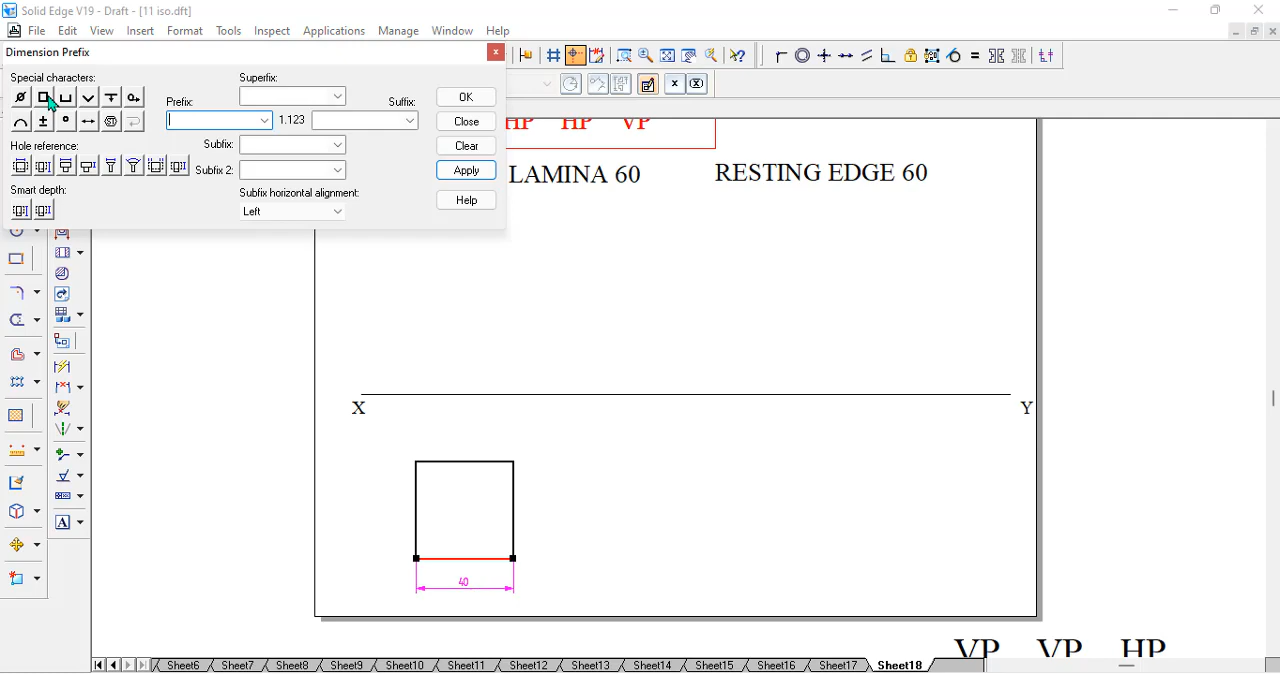 Solid Edge V19 - Draft - [11 iso.dft]
File Edit View Insert Format Tools Inspect Applications Manage Window Help
Dimension Prefix
Special characters:
Superfix:
Prefix:
Suffix:
OK
1.123
Close
Hole reference:
Subfix:
Clear
Subfix 2:
Apply
Smart depth:
Subfix horizontal alignment:
Help
Left
HP HP VP
LAMINA 60
RESTING EDGE 60
X
Y
40
VP VP HP
Sheet6 Sheet7 Sheet8 Sheet9 Sheet10 Sheet11 Sheet12 Sheet13 Sheet14 Sheet15 Sheet16 Sheet17 Sheet18